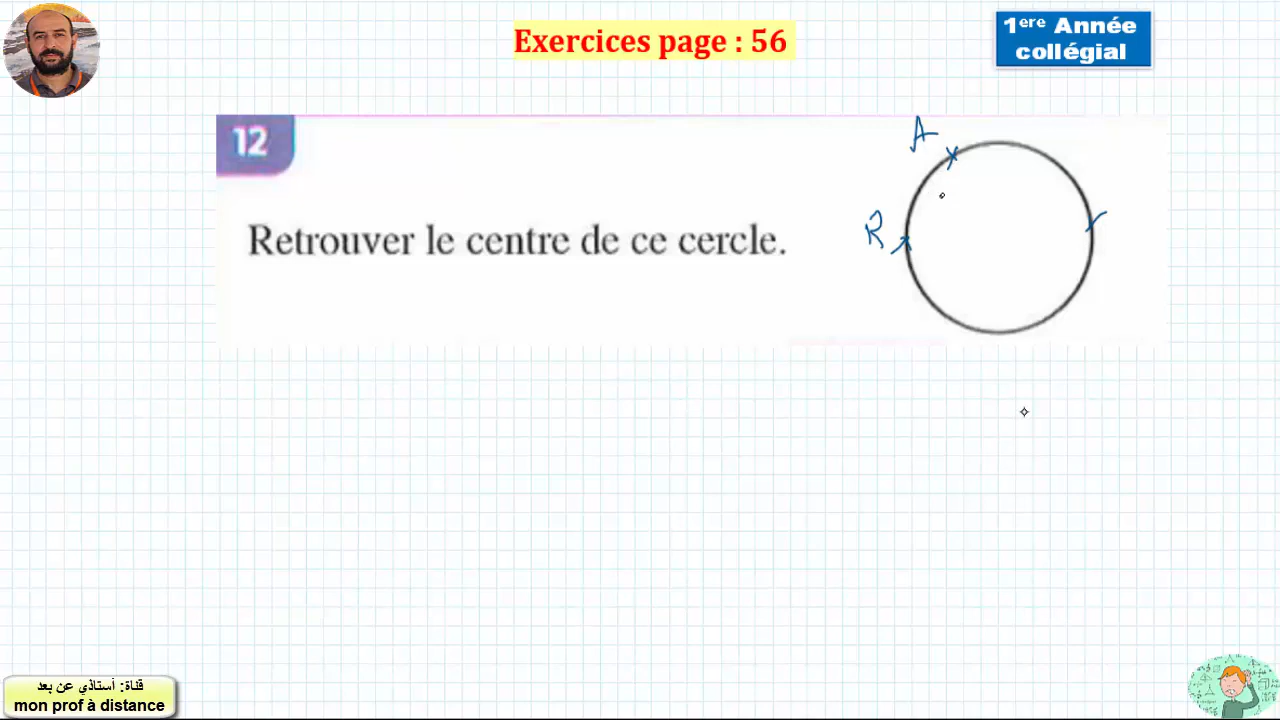 Exercices page : 56
1ere Année
collégial
12
A
R
Retrouver le centre de ce cercle.
قناة: أستاذي عن بعد
mon prof à distance